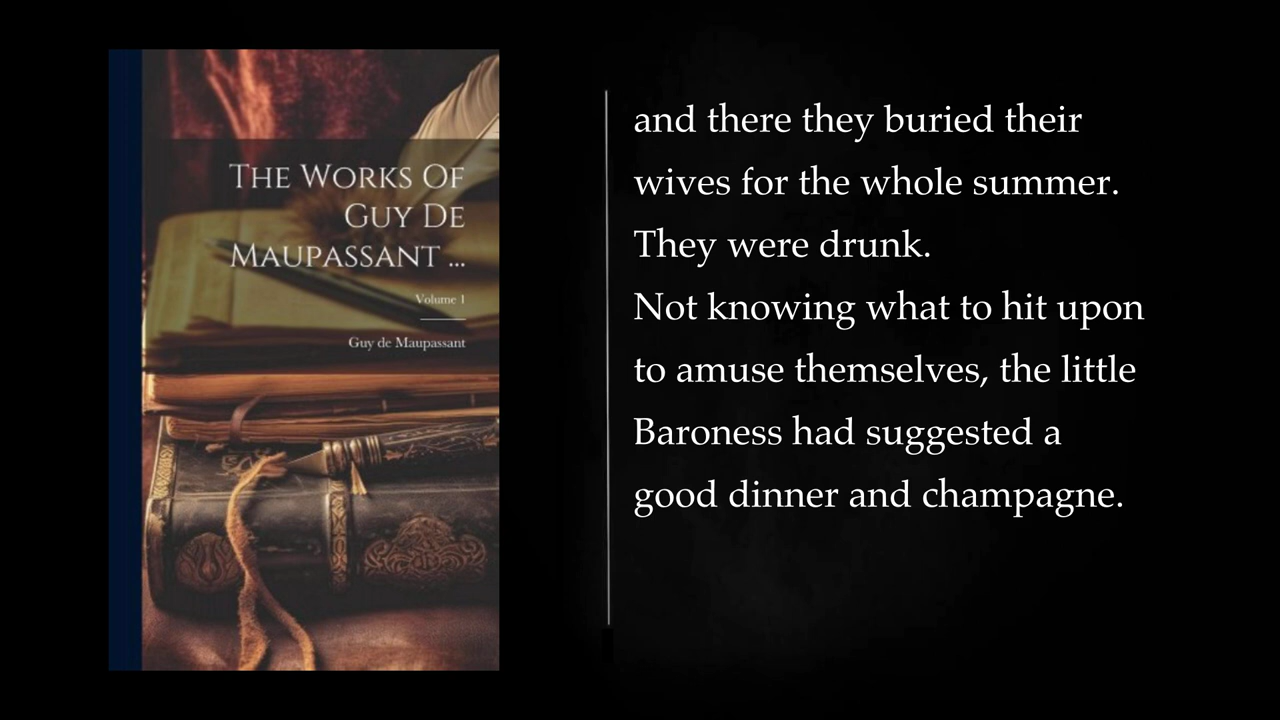 The Works Of
Guy De
Maupassant ...
Volume 1
Guy de Maupassant
and there they buried their
wives for the whole summer.
They were drunk.
Not knowing what to hit upon
to amuse themselves, the little
Baroness had suggested a
good dinner and champagne.